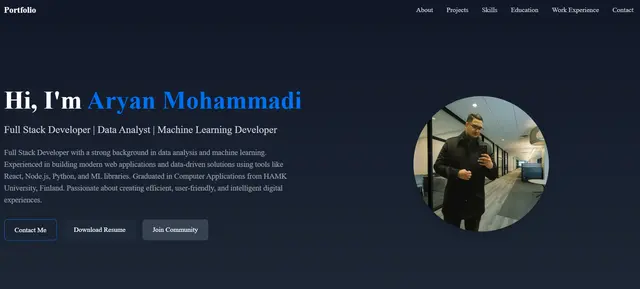 Portfolio
About Projects Skills Education Work Experience Contact
Hi, I'm Aryan Mohammadi
Full Stack Developer | Data Analyst | Machine Learning Developer
Full Stack Developer with a strong background in data analysis and machine learning.
Experienced in building modern web applications and data-driven solutions using tools like
React, Node.js, Python, and ML libraries. Graduated in Computer Applications from HAMK
University, Finland. Passionate about creating efficient, user-friendly, and intelligent digital
experiences.
Contact Me Download Resume Join Community